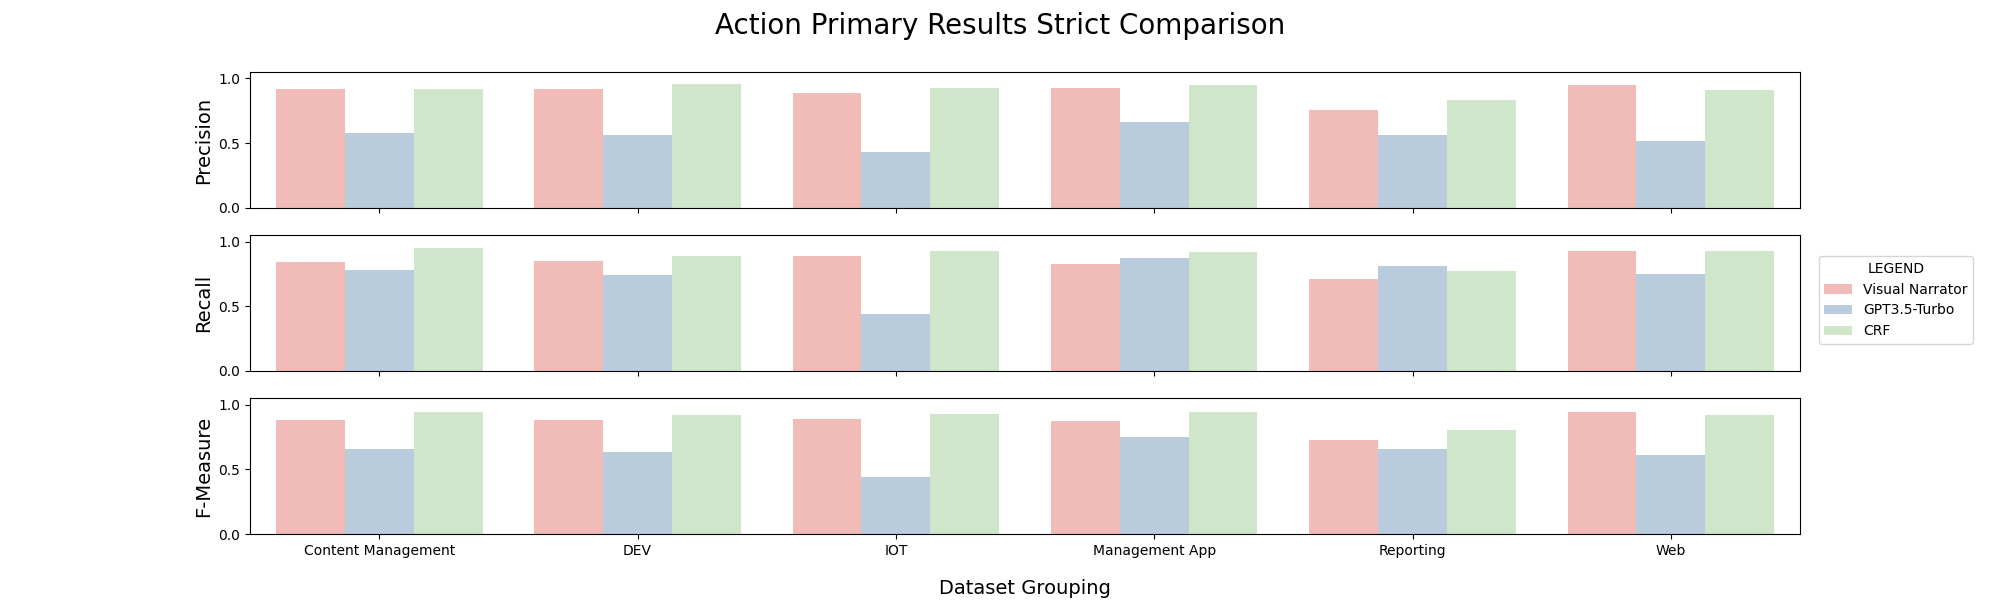 Action Primary Results Strict Comparison
Precision
1.0
0.5
0.0
Recall
1.0
0.5
0.0
F-Measure
1.0
0.5
0.0
Content Management DEV IOT Management App Reporting Web
Dataset Grouping
LEGEND
Visual Narrator
GPT3.5-Turbo
CRF